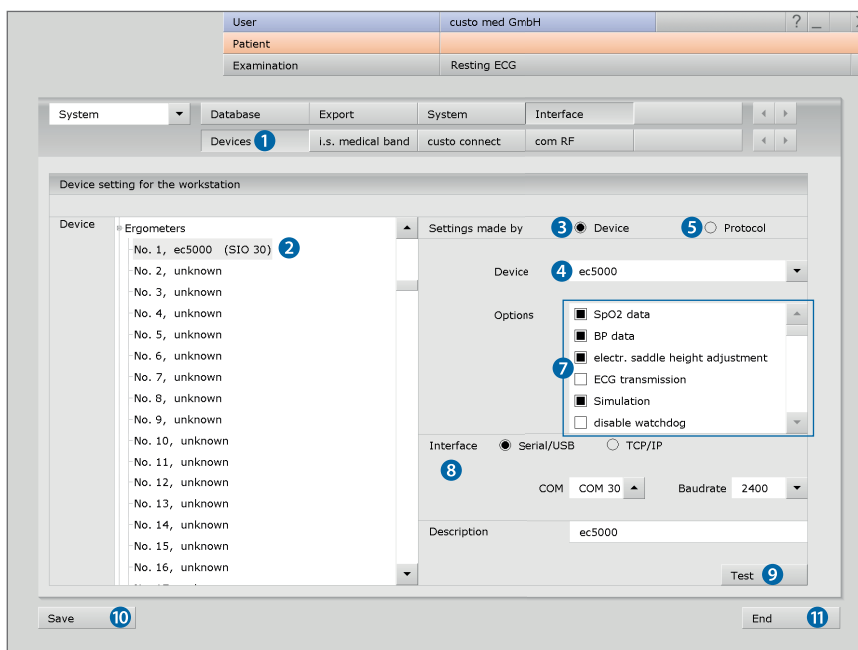 User custo med GmbH ? _
Patient
Examination Resting ECG
System Database Export System Interface
Devices 1 i.s. medical band custo connect com RF
Device setting for the workstation
Device
Ergometers
No. 1, ec5000 (SIO 30) 2
No. 2, unknown
No. 3, unknown
No. 4, unknown
No. 5, unknown
No. 6, unknown
No. 7, unknown
No. 8, unknown
No. 9, unknown
No. 10, unknown
No. 11, unknown
No. 12, unknown
No. 13, unknown
No. 14, unknown
No. 15, unknown
No. 16, unknown
Settings made by 3 Device 5 Protocol
Device 4 ec5000
Options
SpO2 data
BP data
electr. saddle height adjustment
7
ECG transmission
Simulation
disable watchdog
Interface Serial/USB TCP/IP
8
COM COM 30 Baudrate 2400
Description ec5000
Test 9
Save 10 End 11